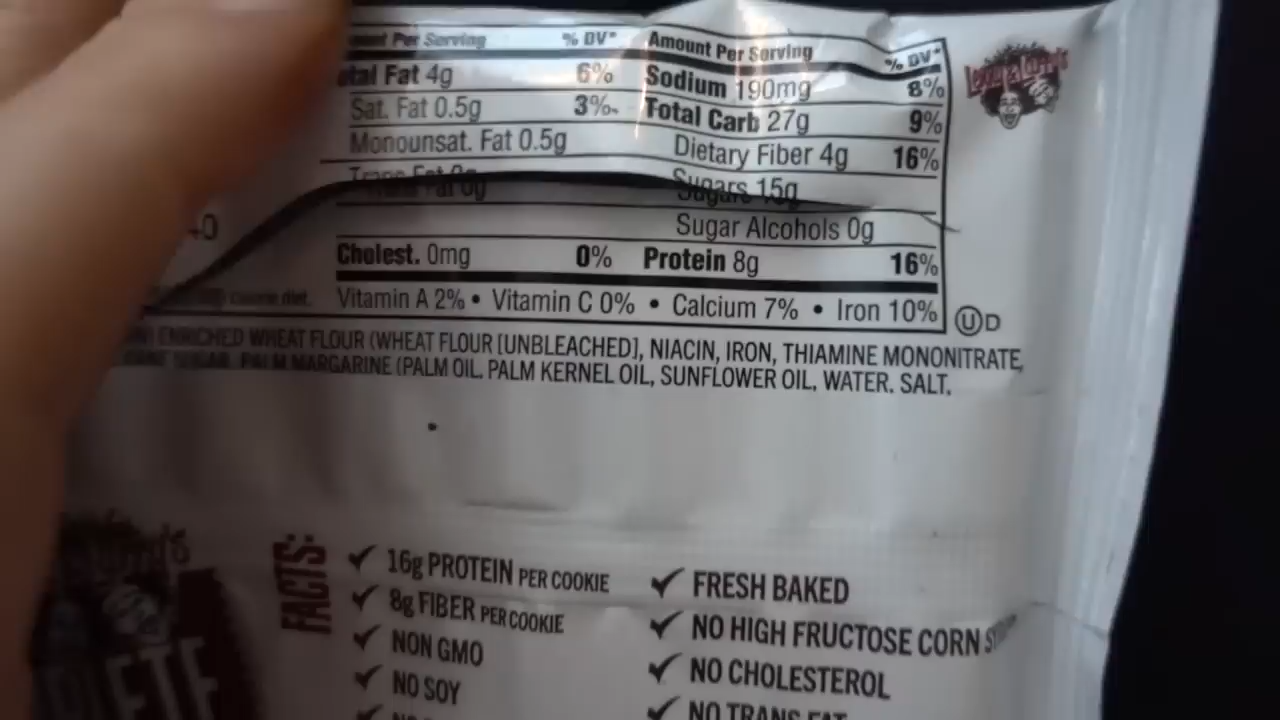 Per Serving % DV*
Amount Per Serving % DV*
Total Fat 4g 6%
Sodium 190mg 8%
Sat. Fat 0.5g 3%
Total Carb 27g 9%
Monounsat. Fat 0.5g
Dietary Fiber 4g 16%
Trans Fat 0g
Sugars 15g
Sugar Alcohols 0g
Cholest. 0mg 0%
Protein 8g 16%
calorie diet.
Vitamin A 2% • Vitamin C 0% • Calcium 7% • Iron 10%
UD
ENRICHED WHEAT FLOUR (WHEAT FLOUR [UNBLEACHED], NIACIN, IRON, THIAMINE MONONITRATE,
SUGAR, PALM MARGARINE (PALM OIL, PALM KERNEL OIL, SUNFLOWER OIL, WATER, SALT,
Lenny & Larry's
FACTS:
✓ 16g PROTEIN PER COOKIE
✓ 8g FIBER PER COOKIE
✓ NON GMO
✓ NO SOY
✓ FRESH BAKED
✓ NO HIGH FRUCTOSE CORN
✓ NO CHOLESTEROL
✓ NO TRANS FAT